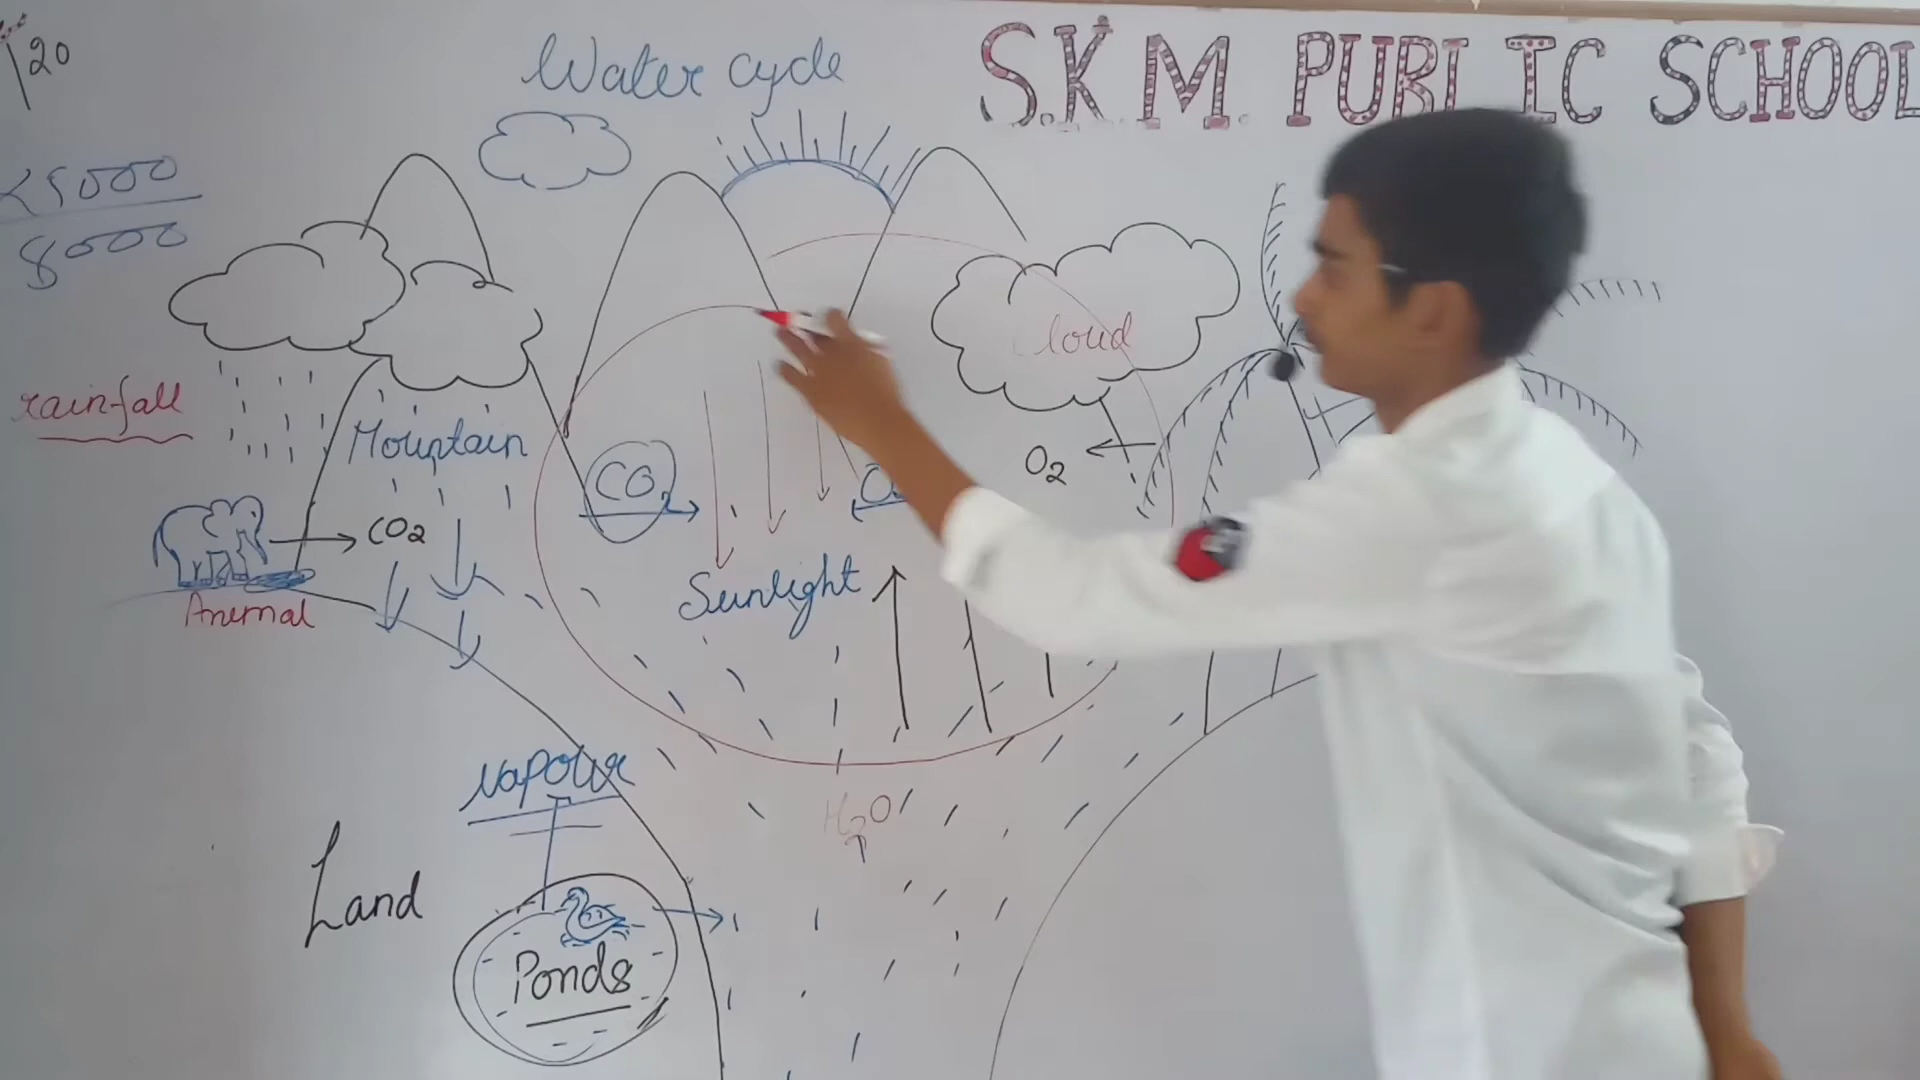 20
Water cycle
S.K.M. PUBLIC SCHOOL
<5000
8000
Cloud
rainfall
Mountain
CO2
O2
CO2
Sunlight
Animal
Vapour
H2O
Land
Ponds